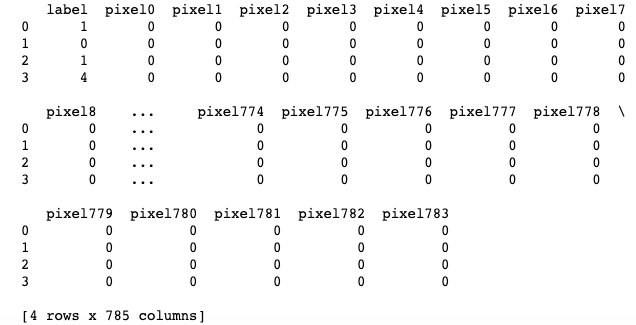 label pixel0 pixel1 pixel2 pixel3 pixel4 pixel5 pixel6 pixel7
0 1 0 0 0 0 0 0 0 0
1 0 0 0 0 0 0 0 0 0
2 1 0 0 0 0 0 0 0 0
3 4 0 0 0 0 0 0 0 0
pixel8 ... pixel774 pixel775 pixel776 pixel777 pixel778 \
0 0 ... 0 0 0 0 0
1 0 ... 0 0 0 0 0
2 0 ... 0 0 0 0 0
3 0 ... 0 0 0 0 0
pixel779 pixel780 pixel781 pixel782 pixel783
0 0 0 0 0 0
1 0 0 0 0 0
2 0 0 0 0 0
3 0 0 0 0 0
[4 rows x 785 columns]